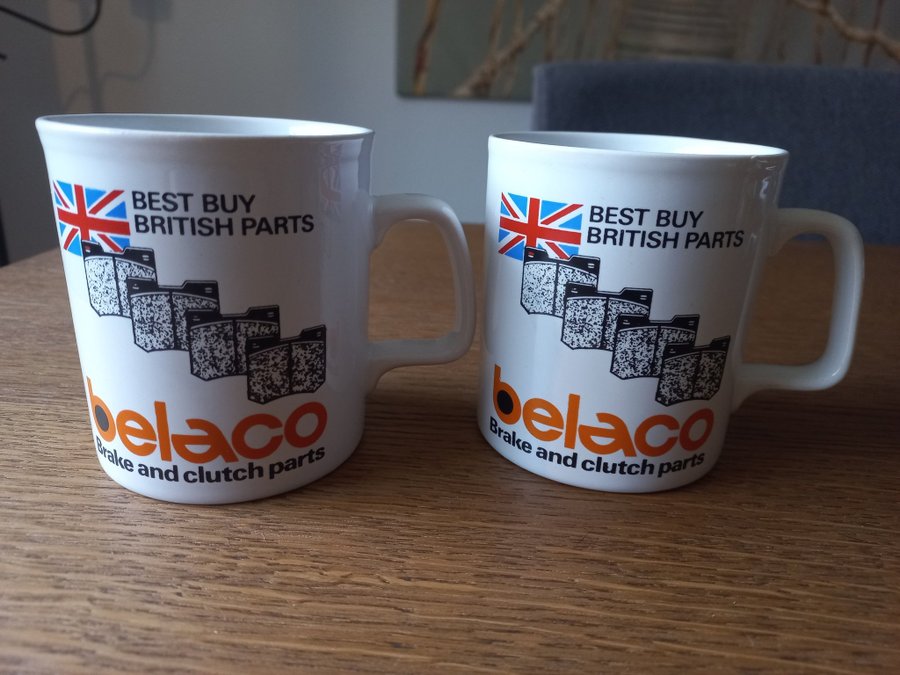 BEST BUY
BRITISH PARTS
belaco
Brake and clutch parts
BEST BUY
BRITISH PARTS
belaco
Brake and clutch parts